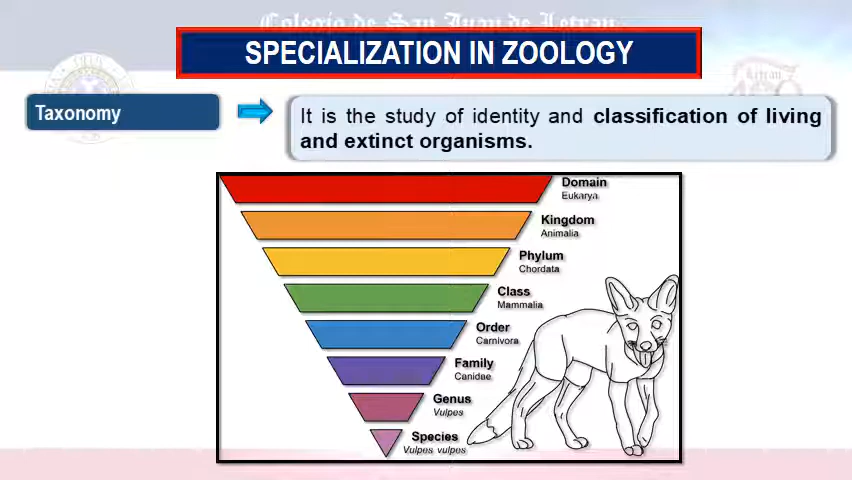 Colegio de San Juan de Letran
SPECIALIZATION IN ZOOLOGY
Letran
Taxonomy
It is the study of identity and classification of living
and extinct organisms.
Domain
Eukarya
Kingdom
Animalia
Phylum
Chordata
Class
Mammalia
Order
Carnivora
Family
Canidae
Genus
Vulpes
Species
Vulpes vulpes